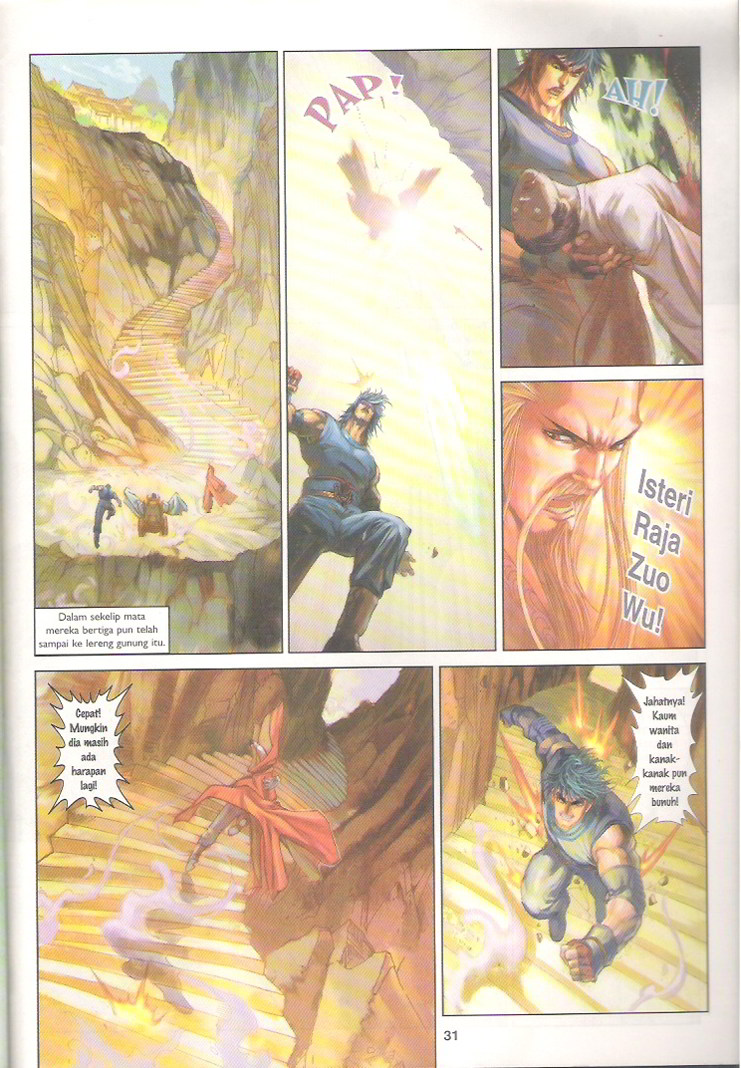 Dalam sekelip mata
mereka bertiga pun telah
sampai ke lereng gunung itu.
PAP!
AH!
Isteri
Raja
Zuo
Wu!
Cepat!
Mungkin
dia masih
ada
harapan
lagi!
Jahatnya!
Kaum
wanita
dan
kanak-
kanak pun
mereka
bunuh!
31